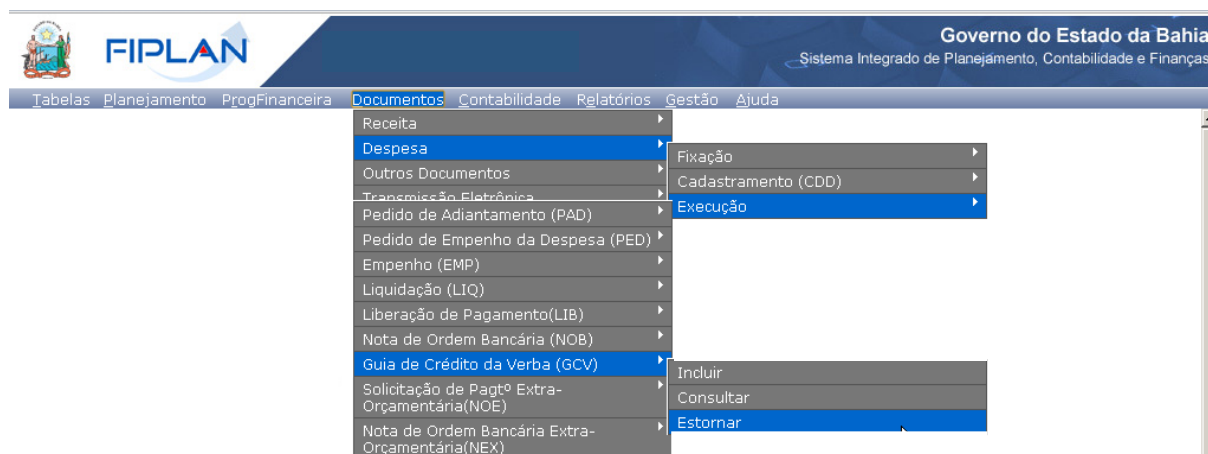 FIPLAN
Governo do Estado da Bahia
Sistema Integrado de Planejamento, Contabilidade e Finanças
Tabelas Planejamento ProgFinanceira Documentos Contabilidade Relatórios Gestão Ajuda
Receita
Despesa
Outros Documentos
Transmissão Eletrônica
Fixação
Cadastramento (CDD)
Execução
Pedido de Adiantamento (PAD)
Pedido de Empenho da Despesa (PED)
Empenho (EMP)
Liquidação (LIQ)
Liberação de Pagamento(LIB)
Nota de Ordem Bancária (NOB)
Guia de Crédito da Verba (GCV)
Solicitação de Pagtº Extra-
Orçamentária(NOE)
Nota de Ordem Bancária Extra-
Orçamentária(NEX)
Incluir
Consultar
Estornar